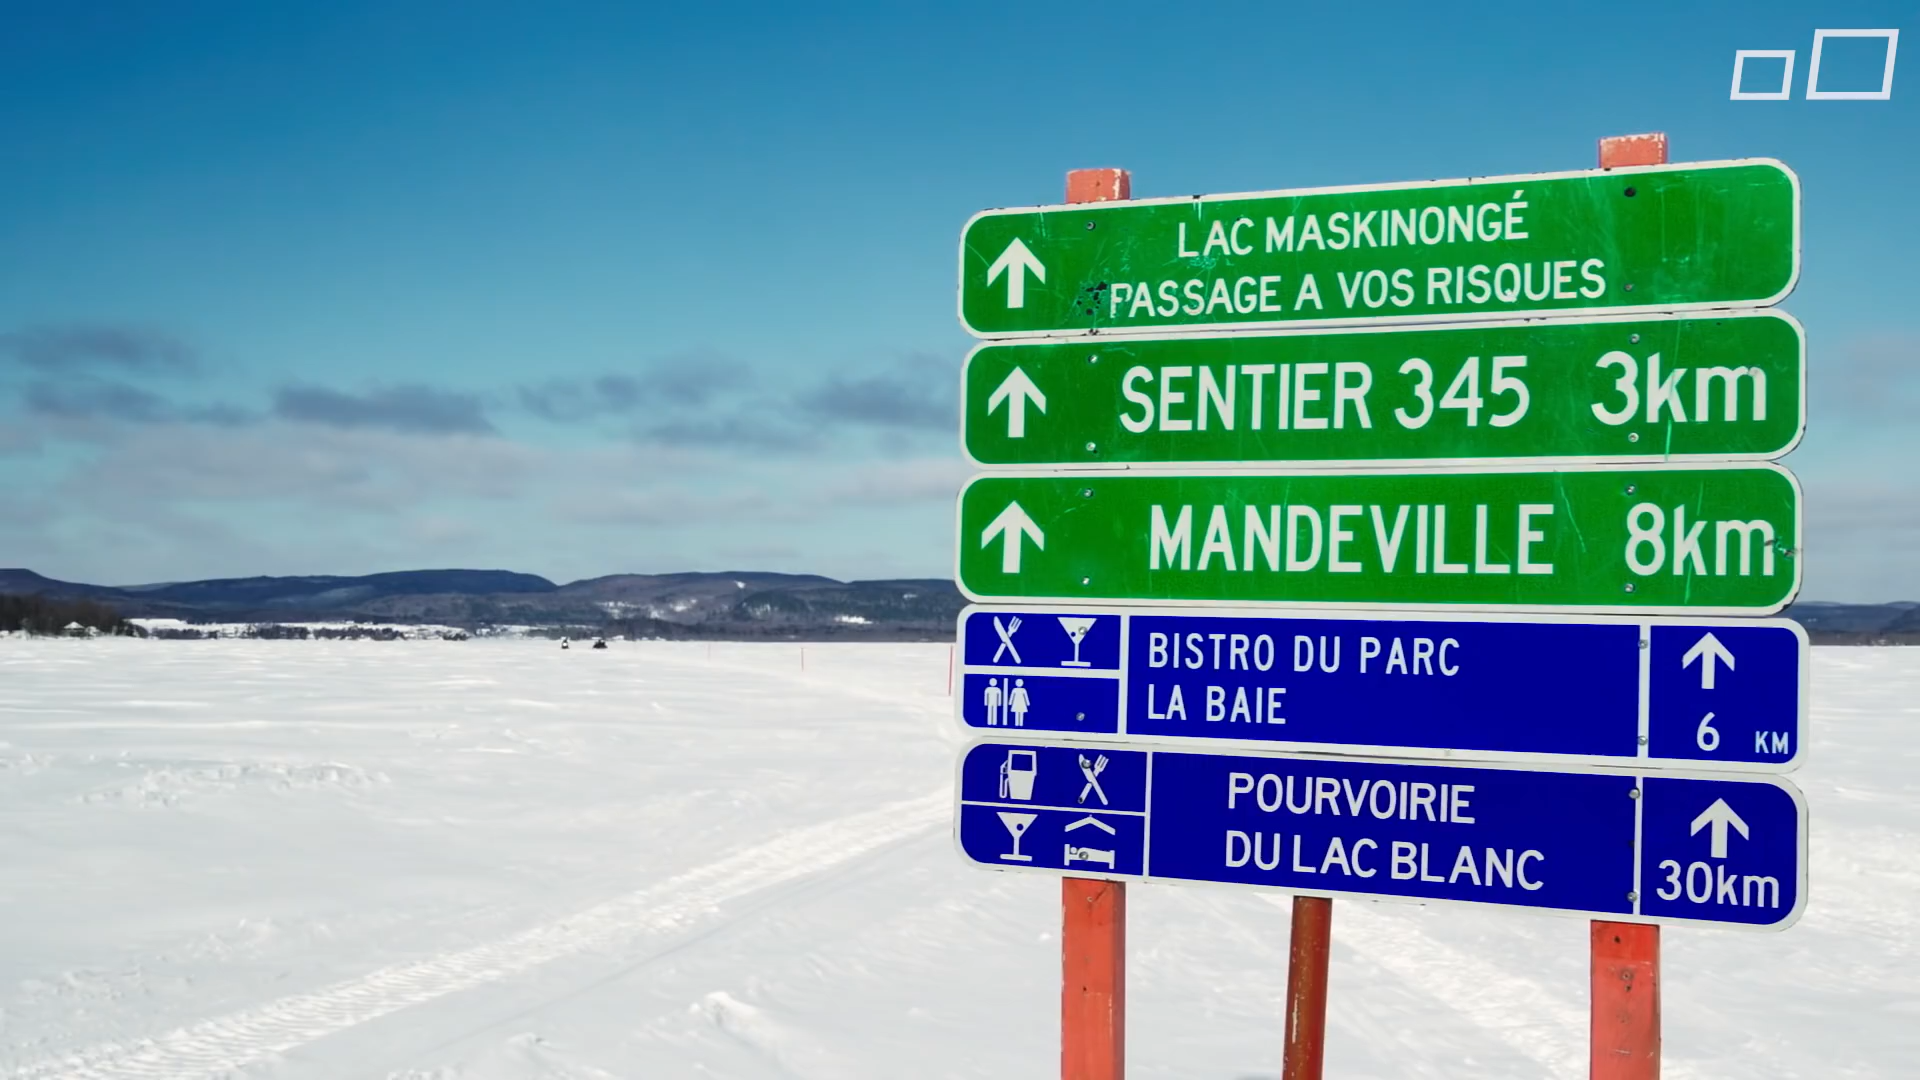 LAC MASKINONGÉ
PASSAGE A VOS RISQUES
SENTIER 345 3km
MANDEVILLE 8km
BISTRO DU PARC
LA BAIE
6 KM
POURVOIRIE
DU LAC BLANC
30km